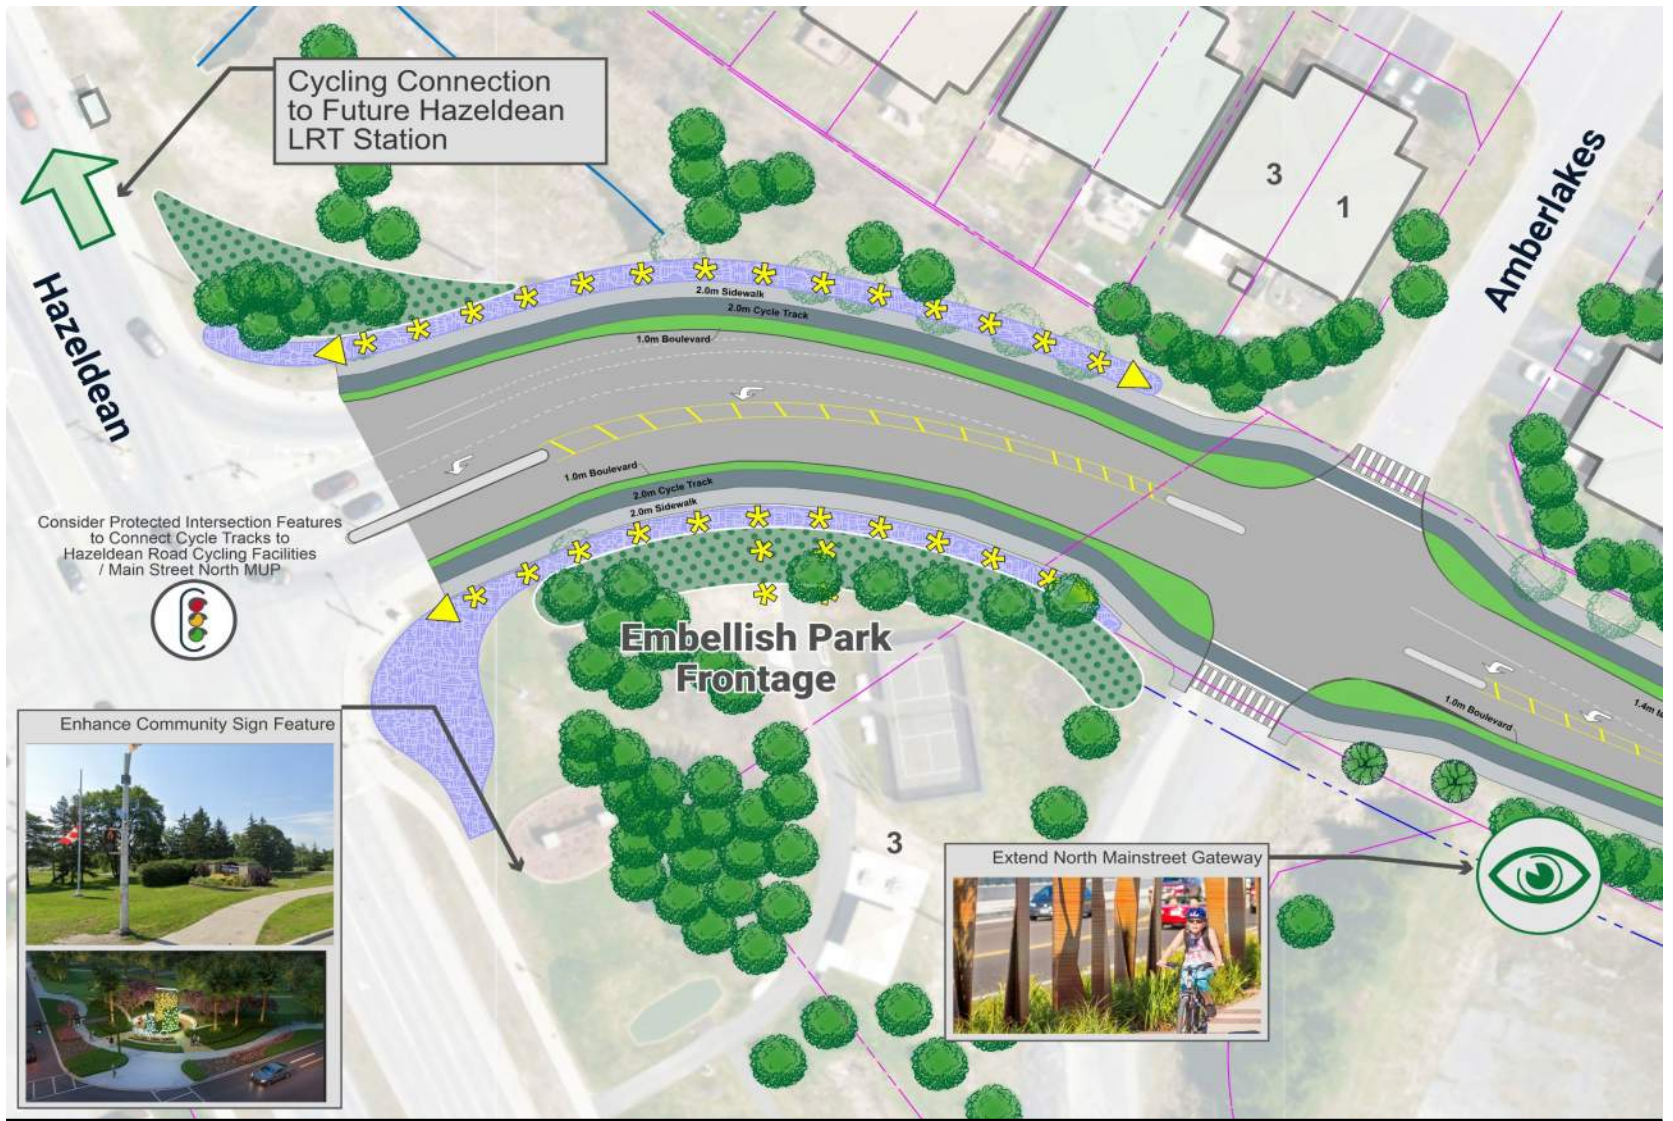 Cycling Connection
to Future Hazeldean
LRT Station
3
1
Amberlakes
Hazeldean
2.0m Sidewalk
2.0m Cycle Track
1.0m Boulevard
1.0m Boulevard
2.0m Cycle Track
2.0m Sidewalk
Consider Protected Intersection Features
to Connect Cycle Tracks to
Hazeldean Road Cycling Facilities
/ Main Street North MUP
Embellish Park
Frontage
Enhance Community Sign Feature
1.0m Boulevard
1.4m
3
Extend North Mainstreet Gateway